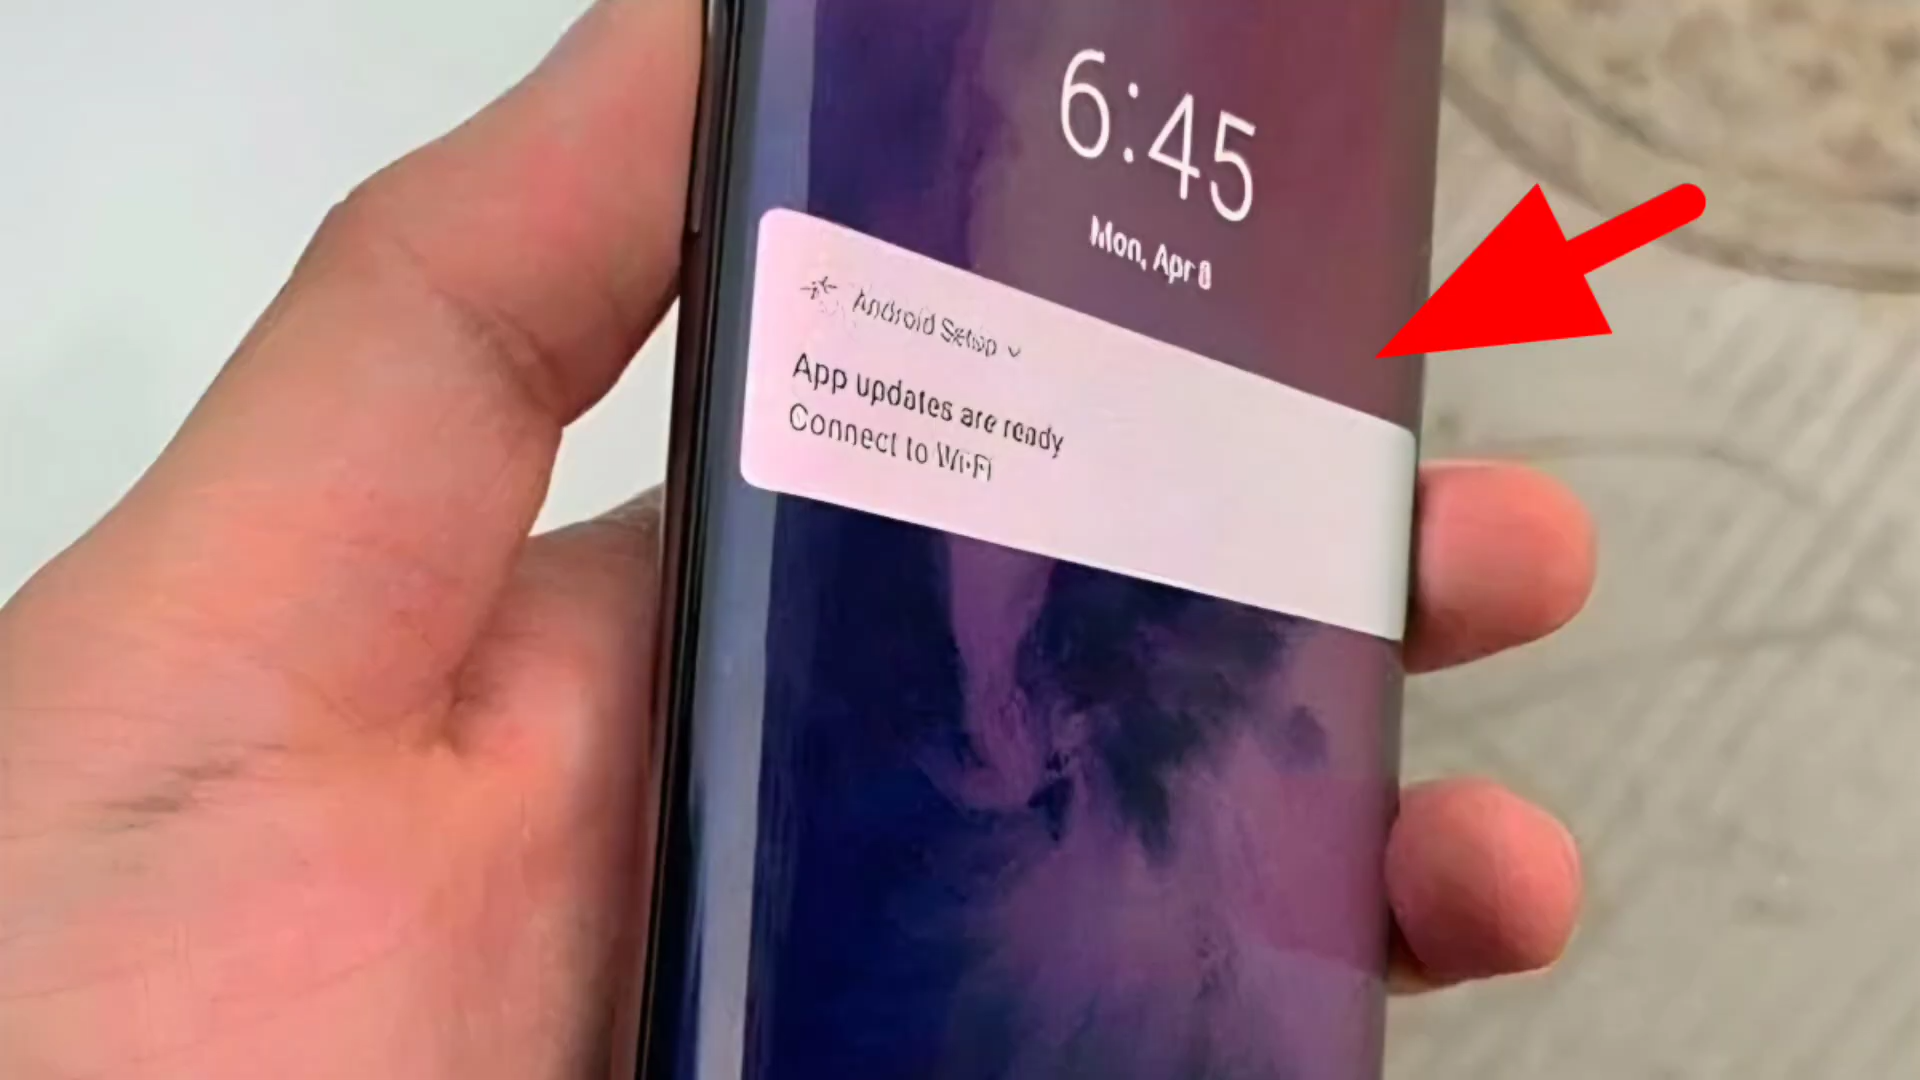 6:45
Mon, Apr 8
Android Setup
App updates are ready
Connect to Wi-Fi